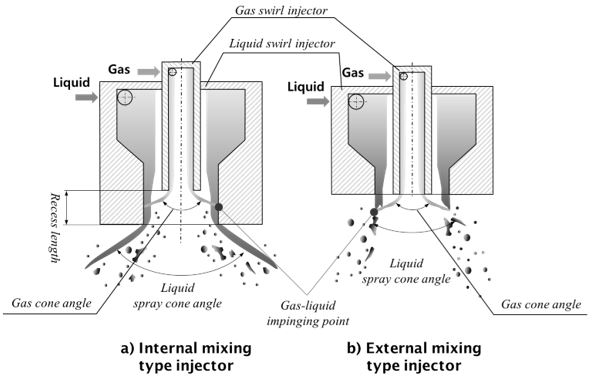 Gas swirl injector
Liquid swirl injector
Gas
Liquid
Gas
Liquid
Recess length
Liquid
spray cone angle
Gas cone angle
Gas-liquid
impinging point
Liquid
spray cone angle
Gas cone angle
a) Internal mixing
type injector
b) External mixing
type injector